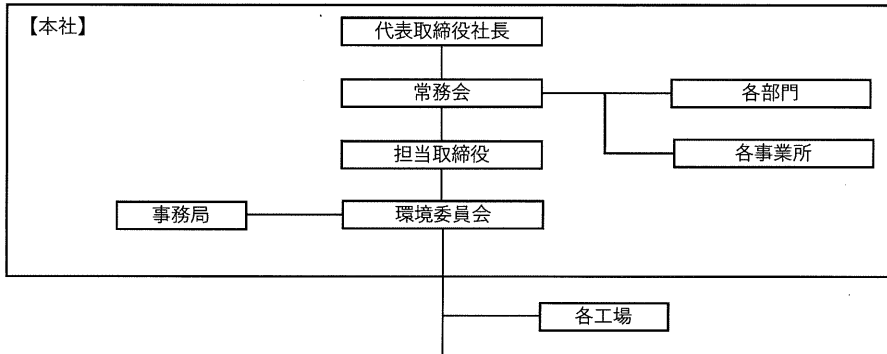 【本社】
代表取締役社長
常務会
各部門
担当取締役
各事業所
事務局
環境委員会
各工場